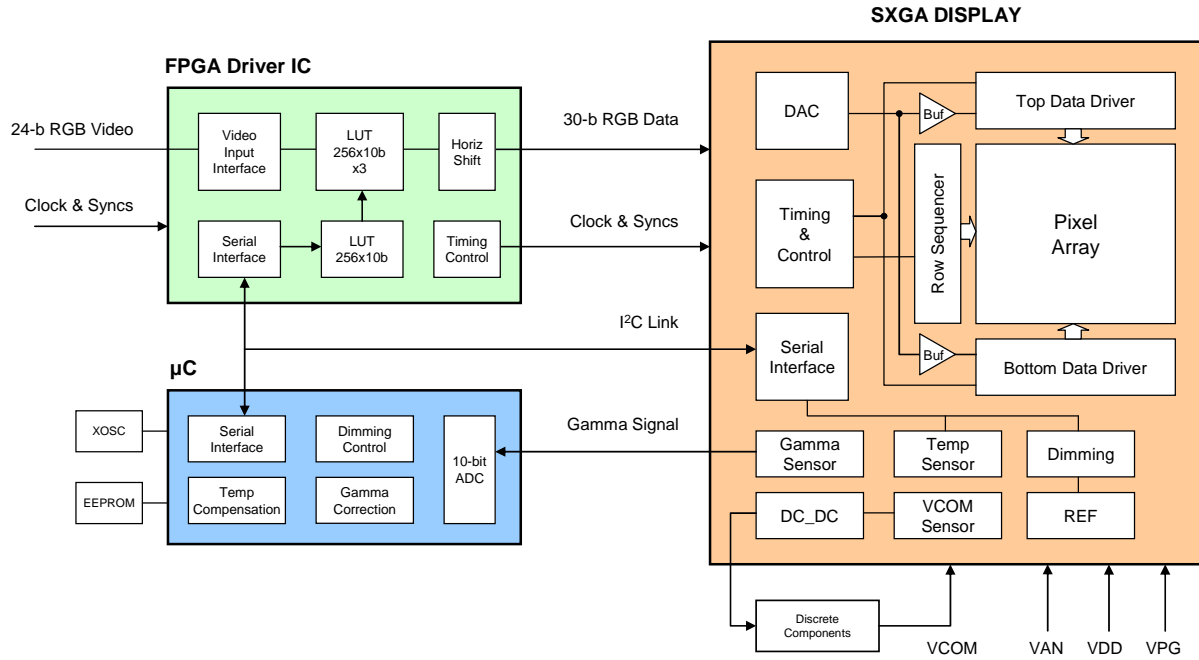 SXGA DISPLAY
FPGA Driver IC
24-b RGB Video
Clock & Syncs
Video
Input
Interface
LUT
256x10b
x3
Horiz
Shift
Serial
Interface
LUT
256x10b
Timing
Control
30-b RGB Data
Clock & Syncs
I²C Link
Gamma Signal
µC
XOSC
EEPROM
Serial
Interface
Dimming
Control
10-bit
ADC
Temp
Compensation
Gamma
Correction
DAC
Buf
Top Data Driver
Timing
&
Control
Row Sequencer
Pixel
Array
Serial
Interface
Buf
Bottom Data Driver
Gamma
Sensor
Temp
Sensor
Dimming
DC_DC
VCOM
Sensor
REF
Discrete
Components
VCOM
VAN
VDD
VPG